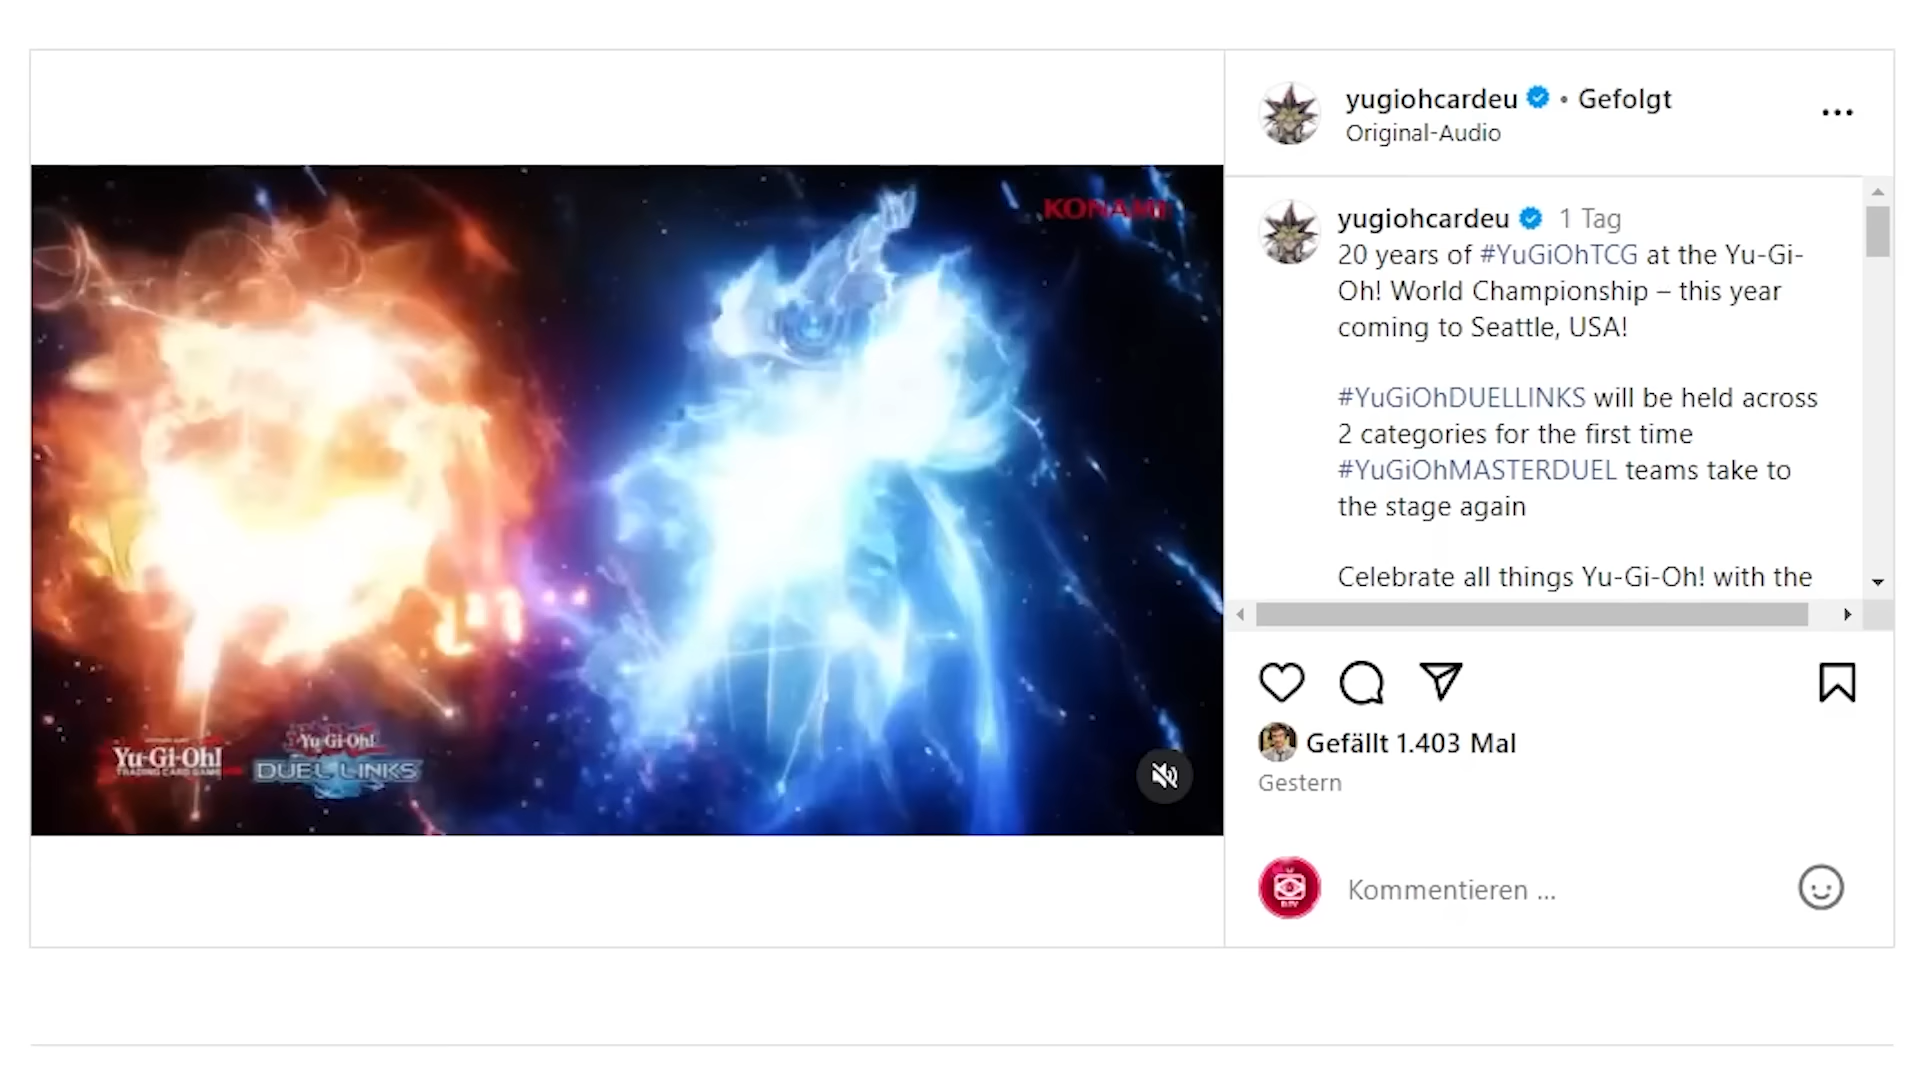 KONAMI
Yu-Gi-Oh!
TRADING CARD GAME
Yu-Gi-Oh!
DUEL LINKS
yugiohcardeu • Gefolgt
Original-Audio
yugiohcardeu 1 Tag
20 years of #YuGiOhTCG at the Yu-Gi-
Oh! World Championship – this year
coming to Seattle, USA!
#YuGiOhDUELLINKS will be held across
2 categories for the first time
#YuGiOhMASTERDUEL teams take to
the stage again
Celebrate all things Yu-Gi-Oh! with the
Gefällt 1.403 Mal
Gestern
Kommentieren ...